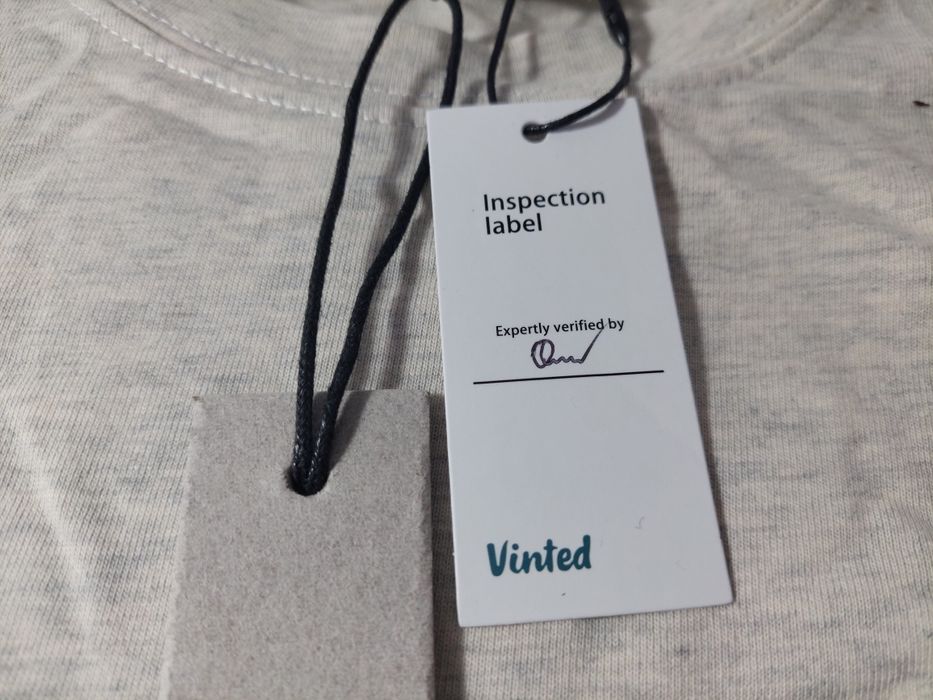 Inspection
label
Expertly verified by
Vinted